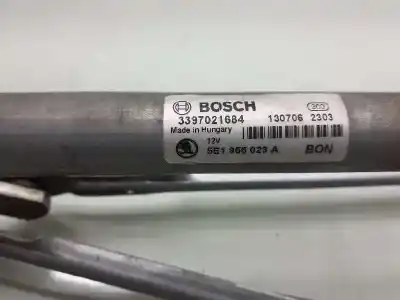 BOSCH
3397021684 130706 2303
Made in Hungary
12V
5E1 955 023 A BON